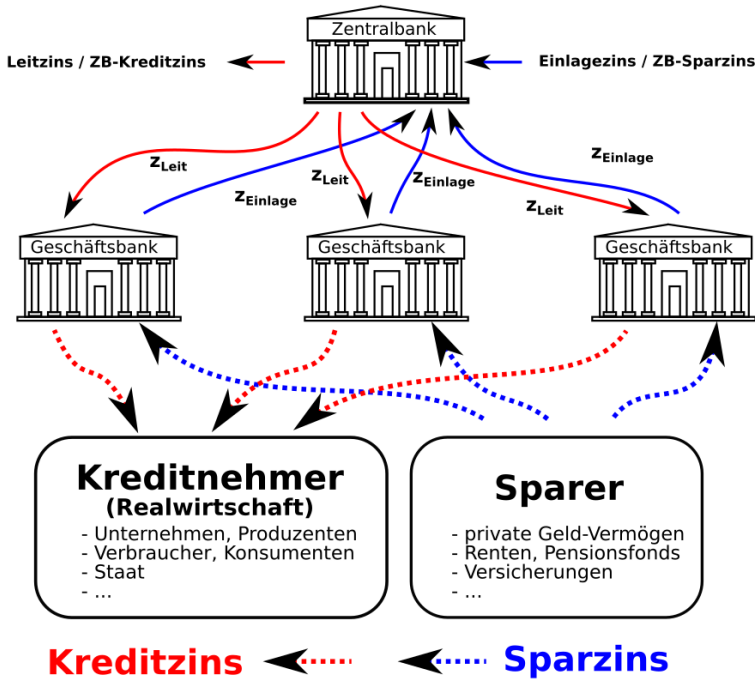 Zentralbank
Leitzins / ZB-Kreditzins
Einlagezins / ZB-Sparzins
zLeit
zEinlage
zLeit
zEinlage
zEinlage
zLeit
Geschäftsbank
Geschäftsbank
Geschäftsbank
Kreditnehmer
(Realwirtschaft)
- Unternehmen, Produzenten
- Verbraucher, Konsumenten
- Staat
- ...
Sparer
- private Geld-Vermögen
- Renten, Pensionsfonds
- Versicherungen
- ...
Kreditzins
Sparzins